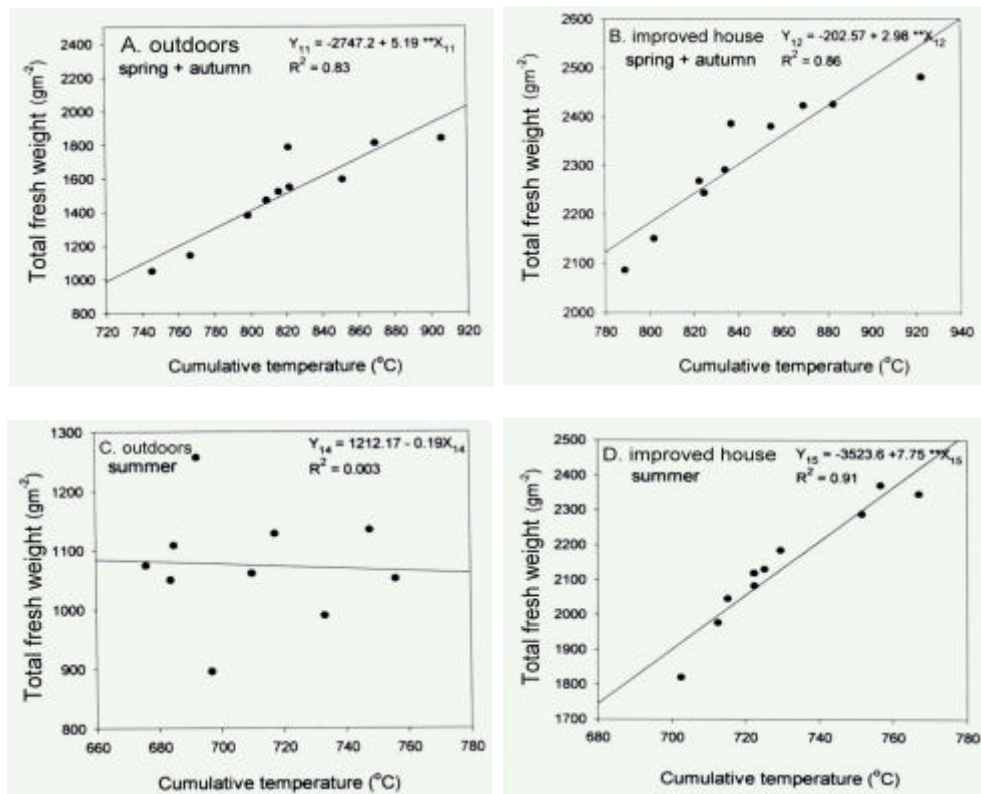 A. outdoors
spring + autumn
Y11 = -2747.2 + 5.19 **X11
R2 = 0.83
Total fresh weight (gm-2)
2400
2200
2000
1800
1600
1400
1200
1000
800
720 740 760 780 800 820 840 860 880 900 920
Cumulative temperature (oC)
B. improved house
spring + autumn
Y12 = -202.57 + 2.98 **X12
R2 = 0.86
Total fresh weight (gm-2)
2600
2500
2400
2300
2200
2100
2000
780 800 820 840 860 880 900 920 940
Cumulative temperature (oC)
C. outdoors
summer
Y14 = 1212.17 - 0.19X14
R2 = 0.003
Total fresh weight (gm-2)
1300
1200
1100
1000
900
800
660 680 700 720 740 760 780
Cumulative temperature (oC)
D. improved house
summer
Y15 = -3523.6 +7.75 **X15
R2 = 0.91
Total fresh weight (gm-2)
2500
2400
2300
2200
2100
2000
1900
1800
1700
680 700 720 740 760 780
Cumulative temperature (oC)